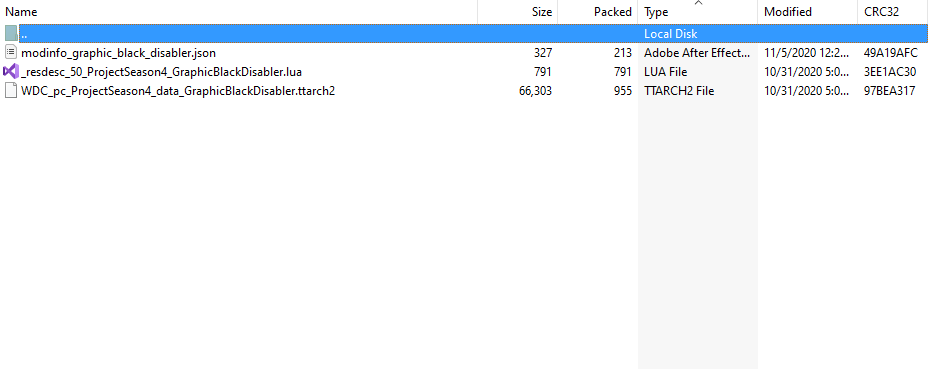 Name Size Packed Type Modified CRC32
.. Local Disk
modinfo_graphic_black_disabler.json 327 213 Adobe After Effect... 11/5/2020 12:2... 49A19AFC
_resdesc_50_ProjectSeason4_GraphicBlackDisabler.lua 791 791 LUA File 10/31/2020 5:0... 3EE1AC30
WDC_pc_ProjectSeason4_data_GraphicBlackDisabler.ttarch2 66,303 955 TTARCH2 File 10/31/2020 5:0... 97BEA317